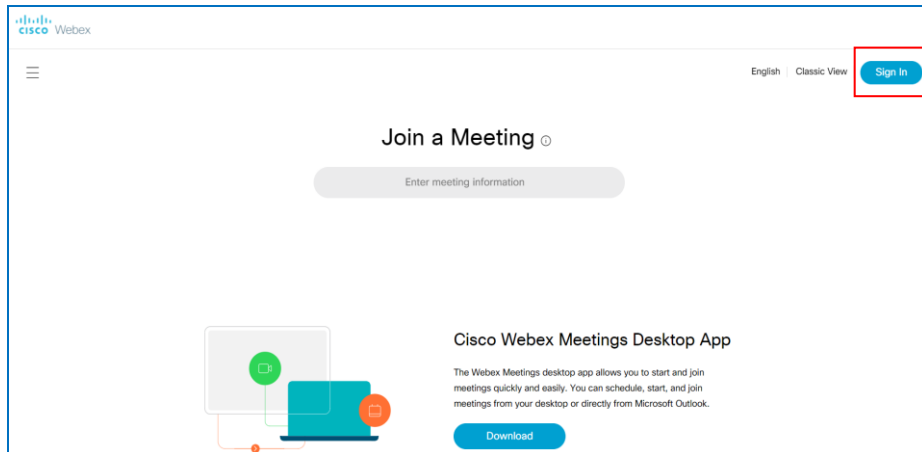 CISCO Webex
English Classic View Sign In
Join a Meeting
Enter meeting information
Cisco Webex Meetings Desktop App
The Webex Meetings desktop app allows you to start and join
meetings quickly and easily. You can schedule, start, and join
meetings from your desktop or directly from Microsoft Outlook.
Download